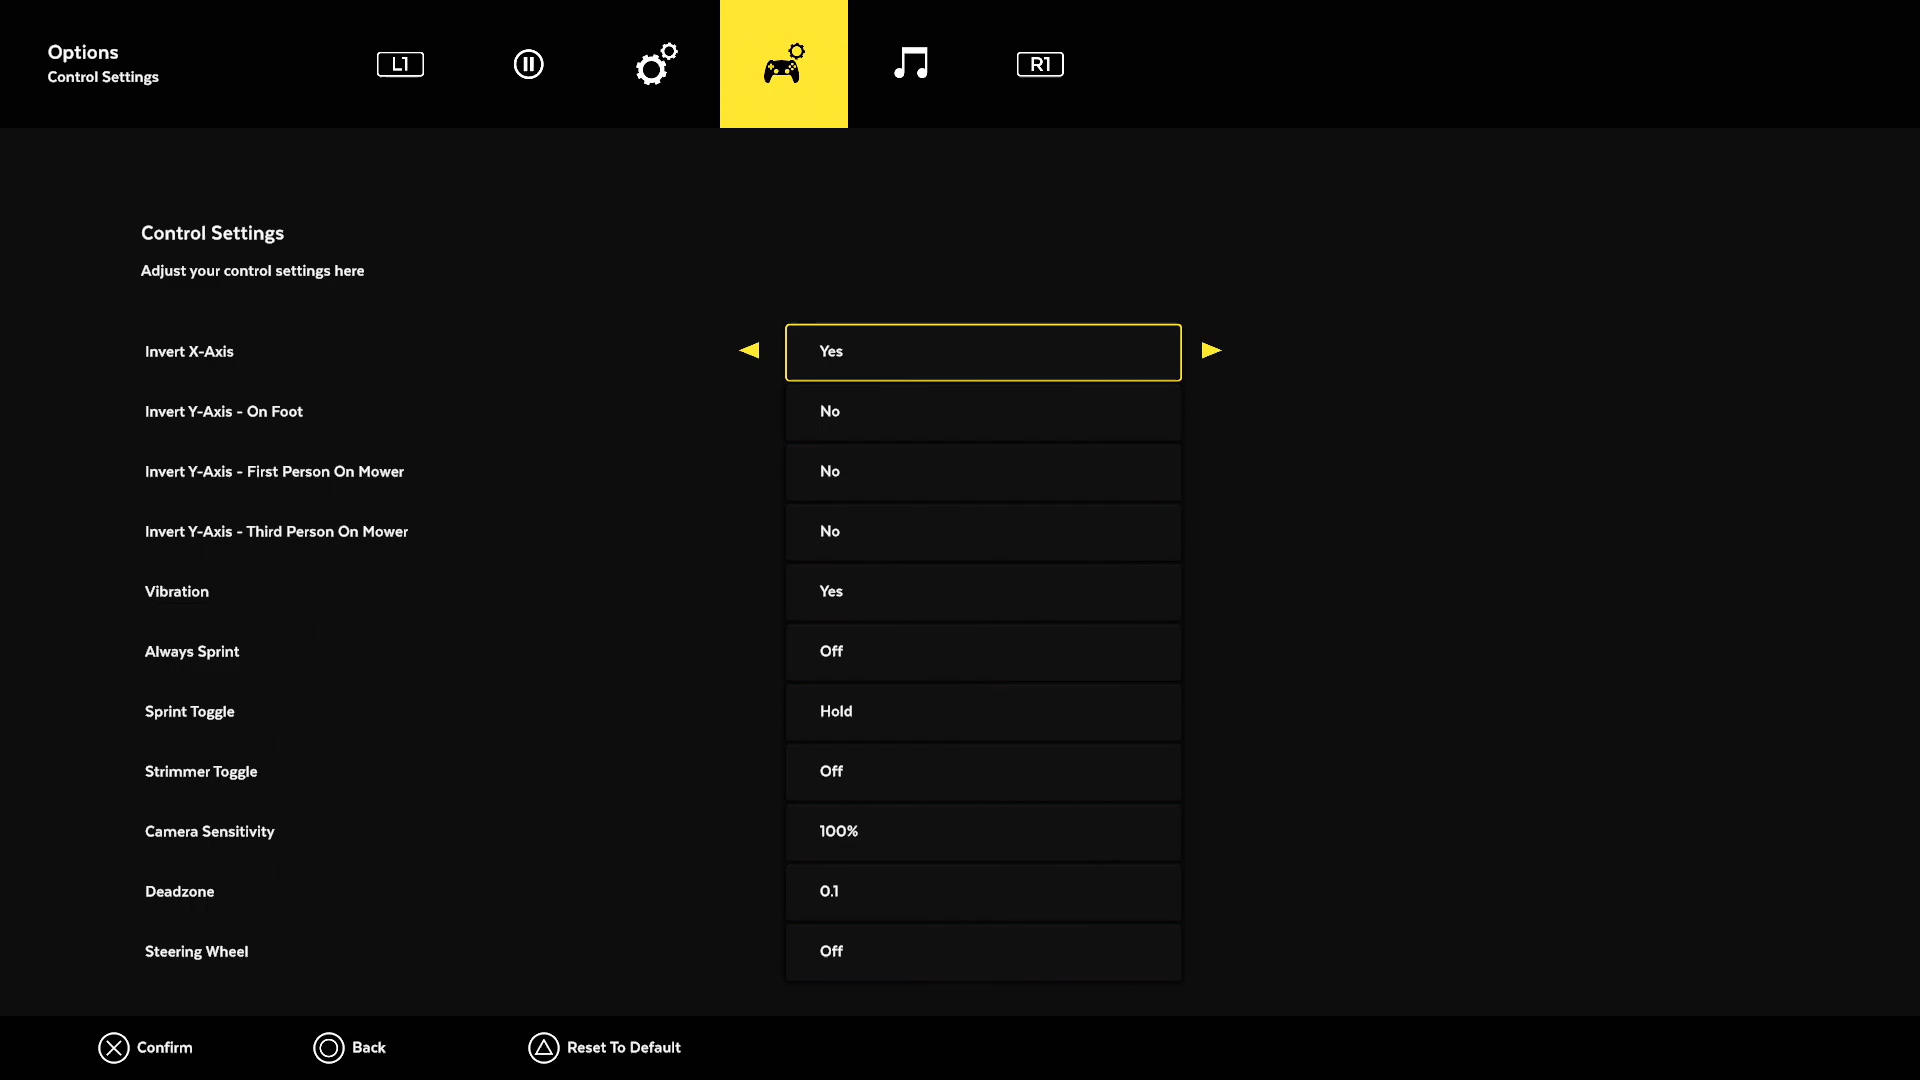 Options
Control Settings
L1
R1
Control Settings
Adjust your control settings here
Invert X-Axis Yes
Invert Y-Axis - On Foot No
Invert Y-Axis - First Person On Mower No
Invert Y-Axis - Third Person On Mower No
Vibration Yes
Always Sprint Off
Sprint Toggle Hold
Strimmer Toggle Off
Camera Sensitivity 100%
Deadzone 0.1
Steering Wheel Off
Confirm Back Reset To Default